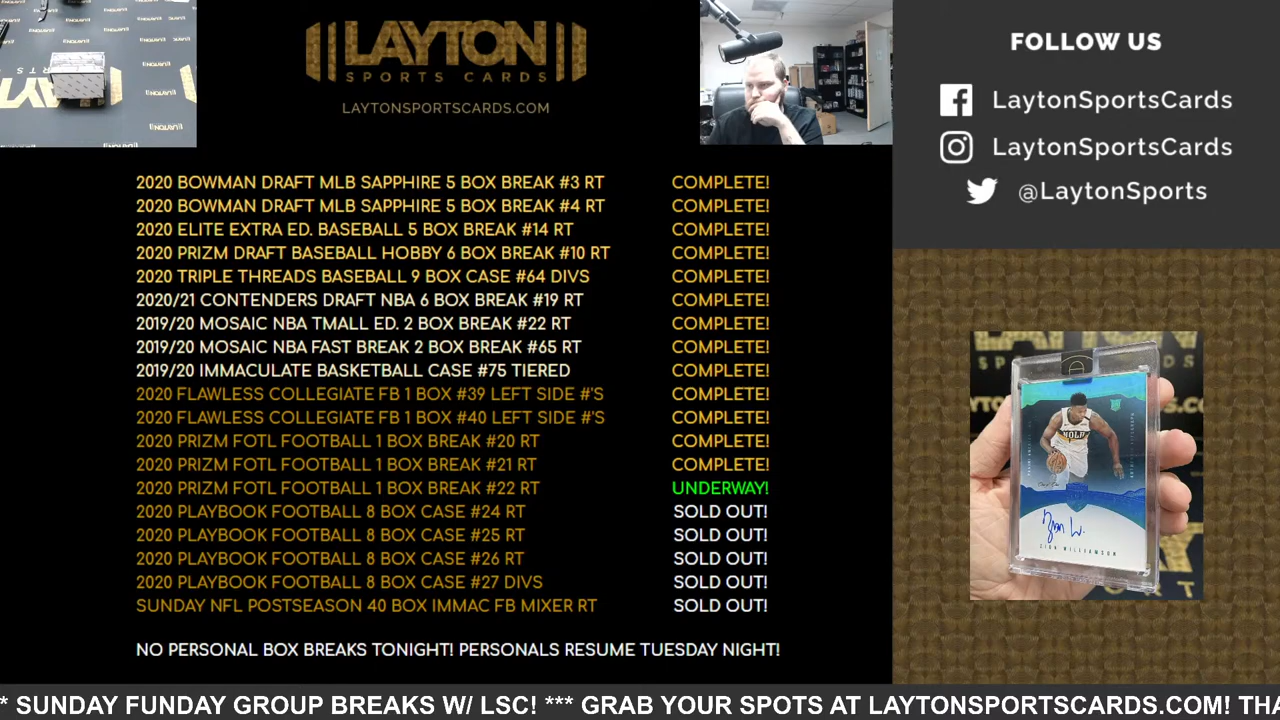 LAYTON
SPORTS CARDS
LAYTONSPORTSCARDS.COM
FOLLOW US
LaytonSportsCards
LaytonSportsCards
@LaytonSports
2020 BOWMAN DRAFT MLB SAPPHIRE 5 BOX BREAK #3 RT COMPLETE!
2020 BOWMAN DRAFT MLB SAPPHIRE 5 BOX BREAK #4 RT COMPLETE!
2020 ELITE EXTRA ED. BASEBALL 5 BOX BREAK #14 RT COMPLETE!
2020 PRIZM DRAFT BASEBALL HOBBY 6 BOX BREAK #10 RT COMPLETE!
2020 TRIPLE THREADS BASEBALL 9 BOX CASE #64 DIVS COMPLETE!
2020/21 CONTENDERS DRAFT NBA 6 BOX BREAK #19 RT COMPLETE!
2019/20 MOSAIC NBA TMALL ED. 2 BOX BREAK #22 RT COMPLETE!
2019/20 MOSAIC NBA FAST BREAK 2 BOX BREAK #65 RT COMPLETE!
2019/20 IMMACULATE BASKETBALL CASE #75 TIERED COMPLETE!
2020 FLAWLESS COLLEGIATE FB 1 BOX #39 LEFT SIDE #'S COMPLETE!
2020 FLAWLESS COLLEGIATE FB 1 BOX #40 LEFT SIDE #'S COMPLETE!
2020 PRIZM FOTL FOOTBALL 1 BOX BREAK #20 RT COMPLETE!
2020 PRIZM FOTL FOOTBALL 1 BOX BREAK #21 RT COMPLETE!
2020 PRIZM FOTL FOOTBALL 1 BOX BREAK #22 RT UNDERWAY!
2020 PLAYBOOK FOOTBALL 8 BOX CASE #24 RT SOLD OUT!
2020 PLAYBOOK FOOTBALL 8 BOX CASE #25 RT SOLD OUT!
2020 PLAYBOOK FOOTBALL 8 BOX CASE #26 RT SOLD OUT!
2020 PLAYBOOK FOOTBALL 8 BOX CASE #27 DIVS SOLD OUT!
SUNDAY NFL POSTSEASON 40 BOX IMMAC FB MIXER RT SOLD OUT!
NOLA
ZION WILLIAMSON
NO PERSONAL BOX BREAKS TONIGHT! PERSONALS RESUME TUESDAY NIGHT!
* SUNDAY FUNDAY GROUP BREAKS W/ LSC! *** GRAB YOUR SPOTS AT LAYTONSPORTSCARDS.COM! THA